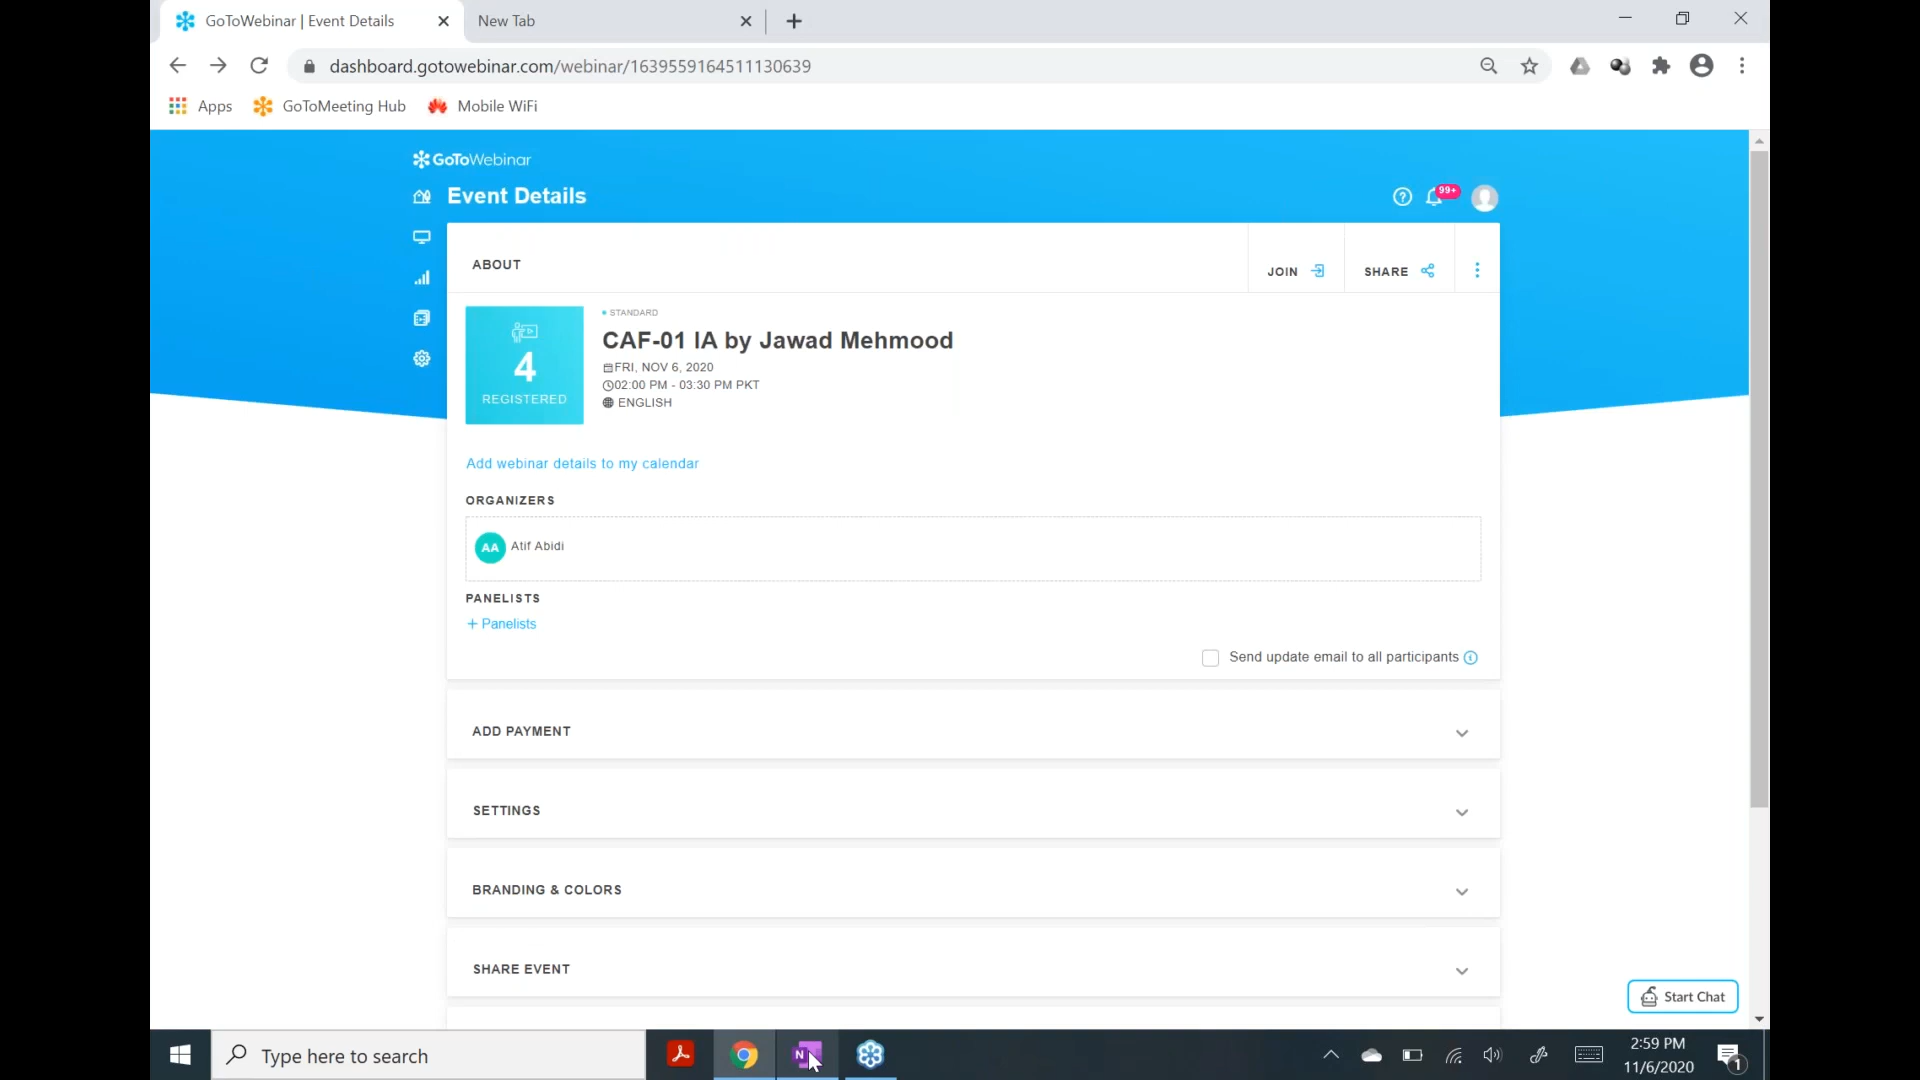 GoToWebinar | Event Details
New Tab
dashboard.gotowebinar.com/webinar/1639559164511130639
Apps
GoToMeeting Hub
Mobile WiFi
GoToWebinar
Event Details
99+
ABOUT
JOIN
SHARE
STANDARD
CAF-01 IA by Jawad Mehmood
FRI, NOV 6, 2020
02:00 PM - 03:30 PM PKT
ENGLISH
4
REGISTERED
Add webinar details to my calendar
ORGANIZERS
AA Atif Abidi
PANELISTS
+ Panelists
Send update email to all participants
ADD PAYMENT
SETTINGS
BRANDING & COLORS
SHARE EVENT
Start Chat
Type here to search
N
2:59 PM
11/6/2020
1